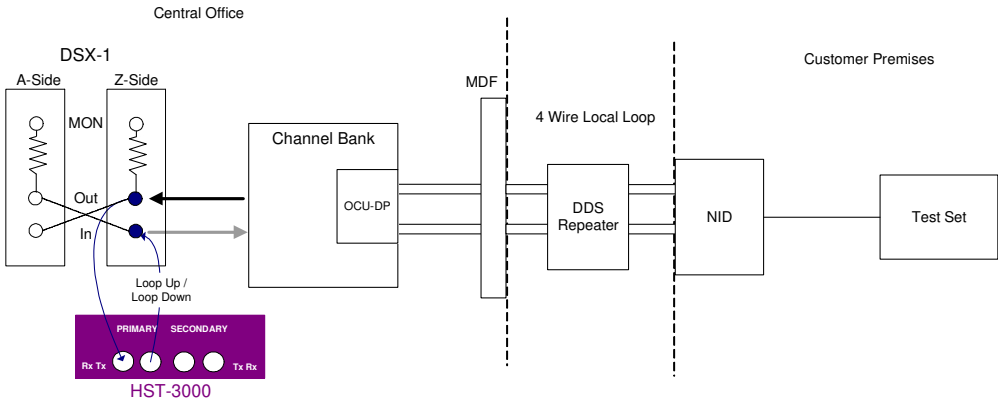 Central Office
Customer Premises
DSX-1
A-Side
Z-Side
MDF
MON
4 Wire Local Loop
Channel Bank
Out
In
OCU-DP
DDS
Repeater
NID
Test Set
Loop Up /
Loop Down
PRIMARY
SECONDARY
Rx Tx
Tx Rx
HST-3000